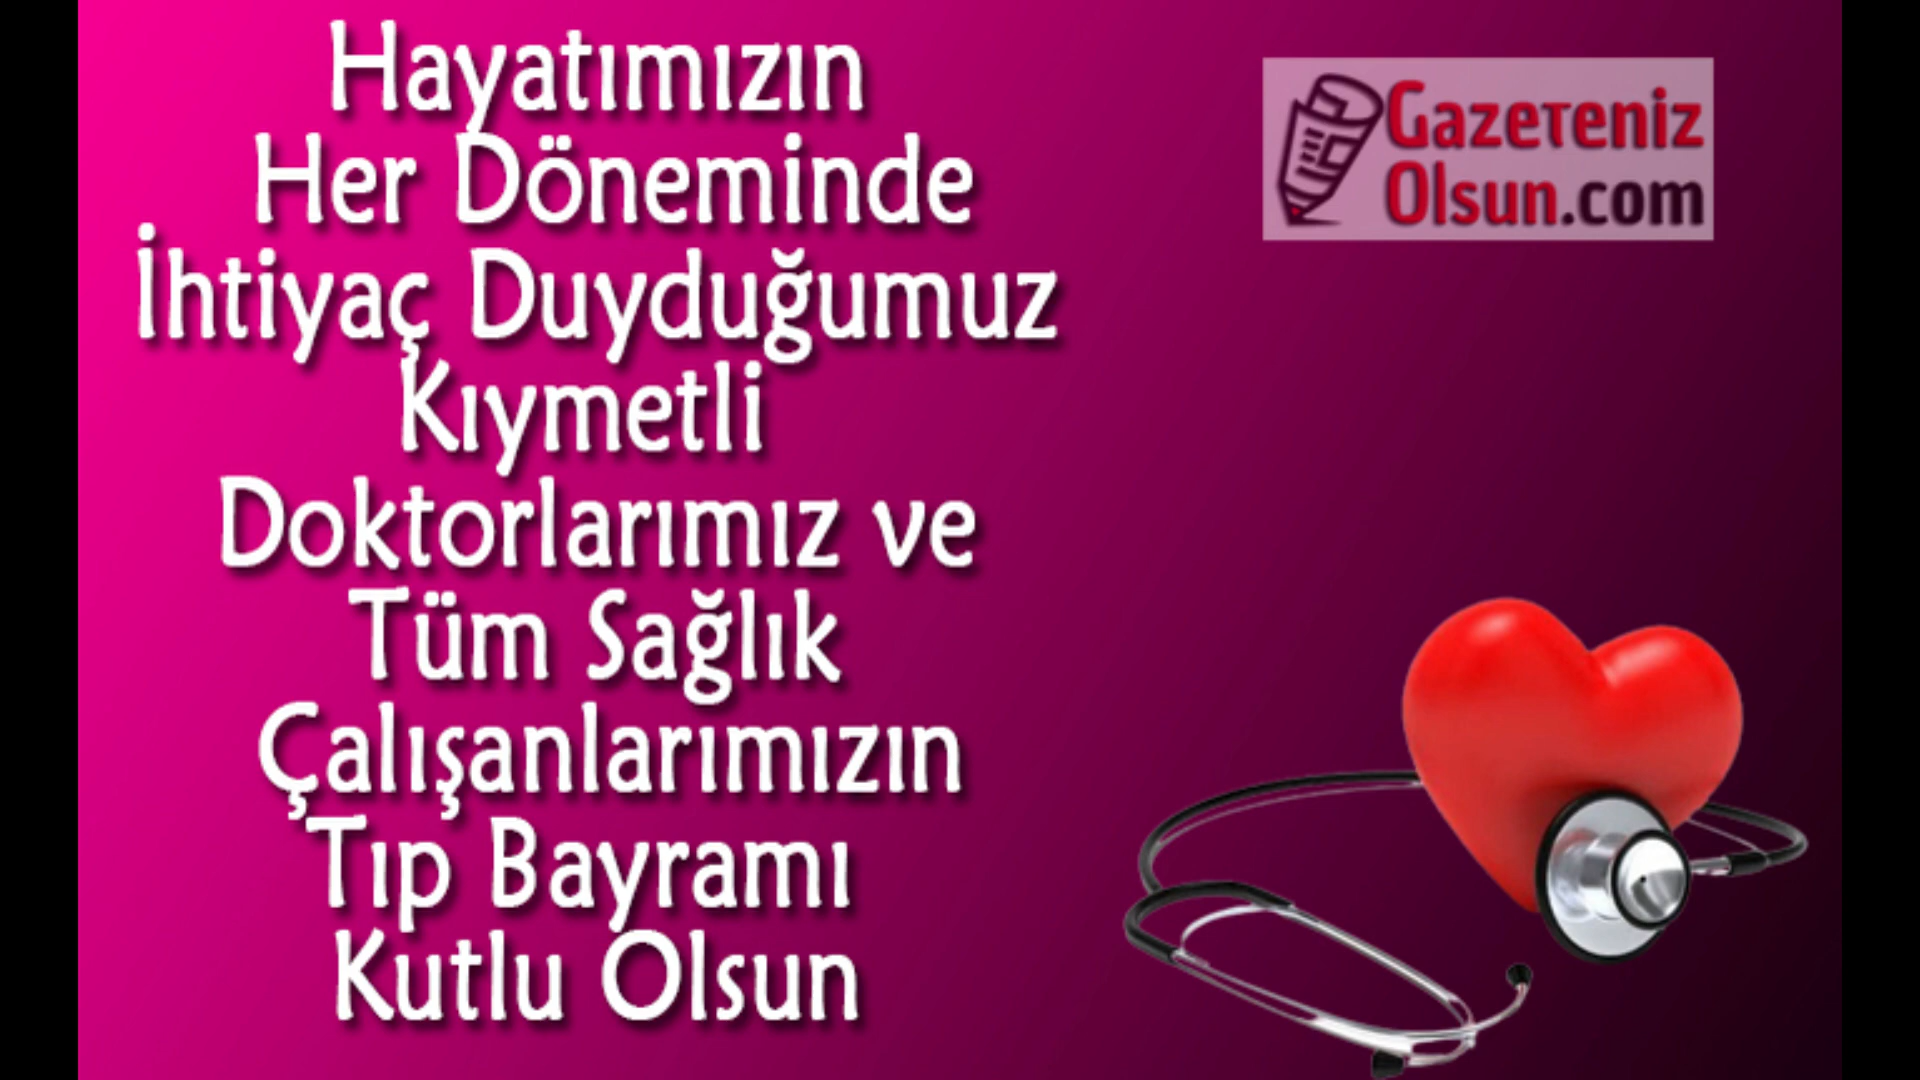 Hayatımızın
Her Döneminde
İhtiyaç Duyduğumuz
Kıymetli
Doktorlarımız ve
Tüm Sağlık
Çalışanlarımızın
Tıp Bayramı
Kutlu Olsun
Gazeteniz
Olsun.com